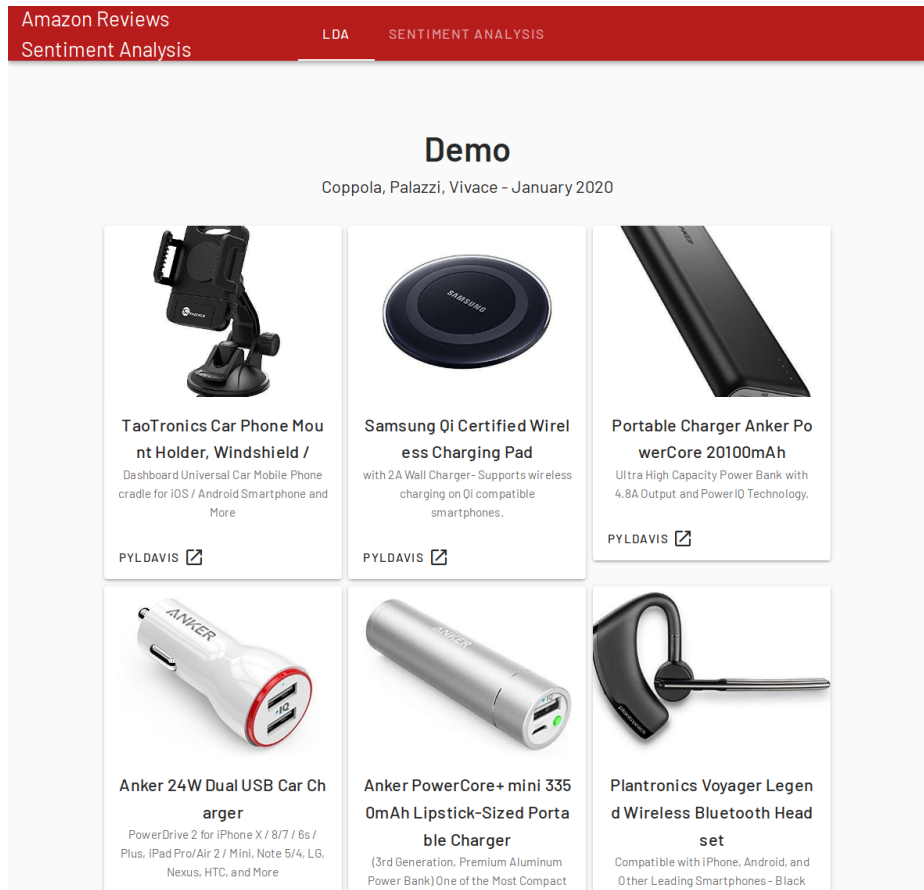 Amazon Reviews
Sentiment Analysis
LDA
SENTIMENT ANALYSIS
Demo
Coppola, Palazzi, Vivace - January 2020
SAMSUNG
TaoTronics Car Phone Mou
nt Holder, Windshield /
Dashboard Universal Car Mobile Phone
cradle for iOS / Android Smartphone and
More
PYLDAVIS
Samsung Qi Certified Wirel
ess Charging Pad
with 2A Wall Charger- Supports wireless
charging on Qi compatible
smartphones.
PYLDAVIS
Portable Charger Anker Po
werCore 20100mAh
Ultra High Capacity Power Bank with
4.8A Output and PowerIQ Technology.
PYLDAVIS
ANKER
IQ
Anker 24W Dual USB Car Ch
arger
PowerDrive 2 for iPhone X / 8/7 / 6s /
Plus, iPad Pro/Air 2 / Mini, Note 5/4, LG,
Nexus, HTC, and More
ANKER
IQ
Anker PowerCore+ mini 335
0mAh Lipstick-Sized Porta
ble Charger
(3rd Generation, Premium Aluminum
Power Bank) One of the Most Compact
plantronics
Plantronics Voyager Legen
d Wireless Bluetooth Head
set
Compatible with iPhone, Android, and
Other Leading Smartphones - Black